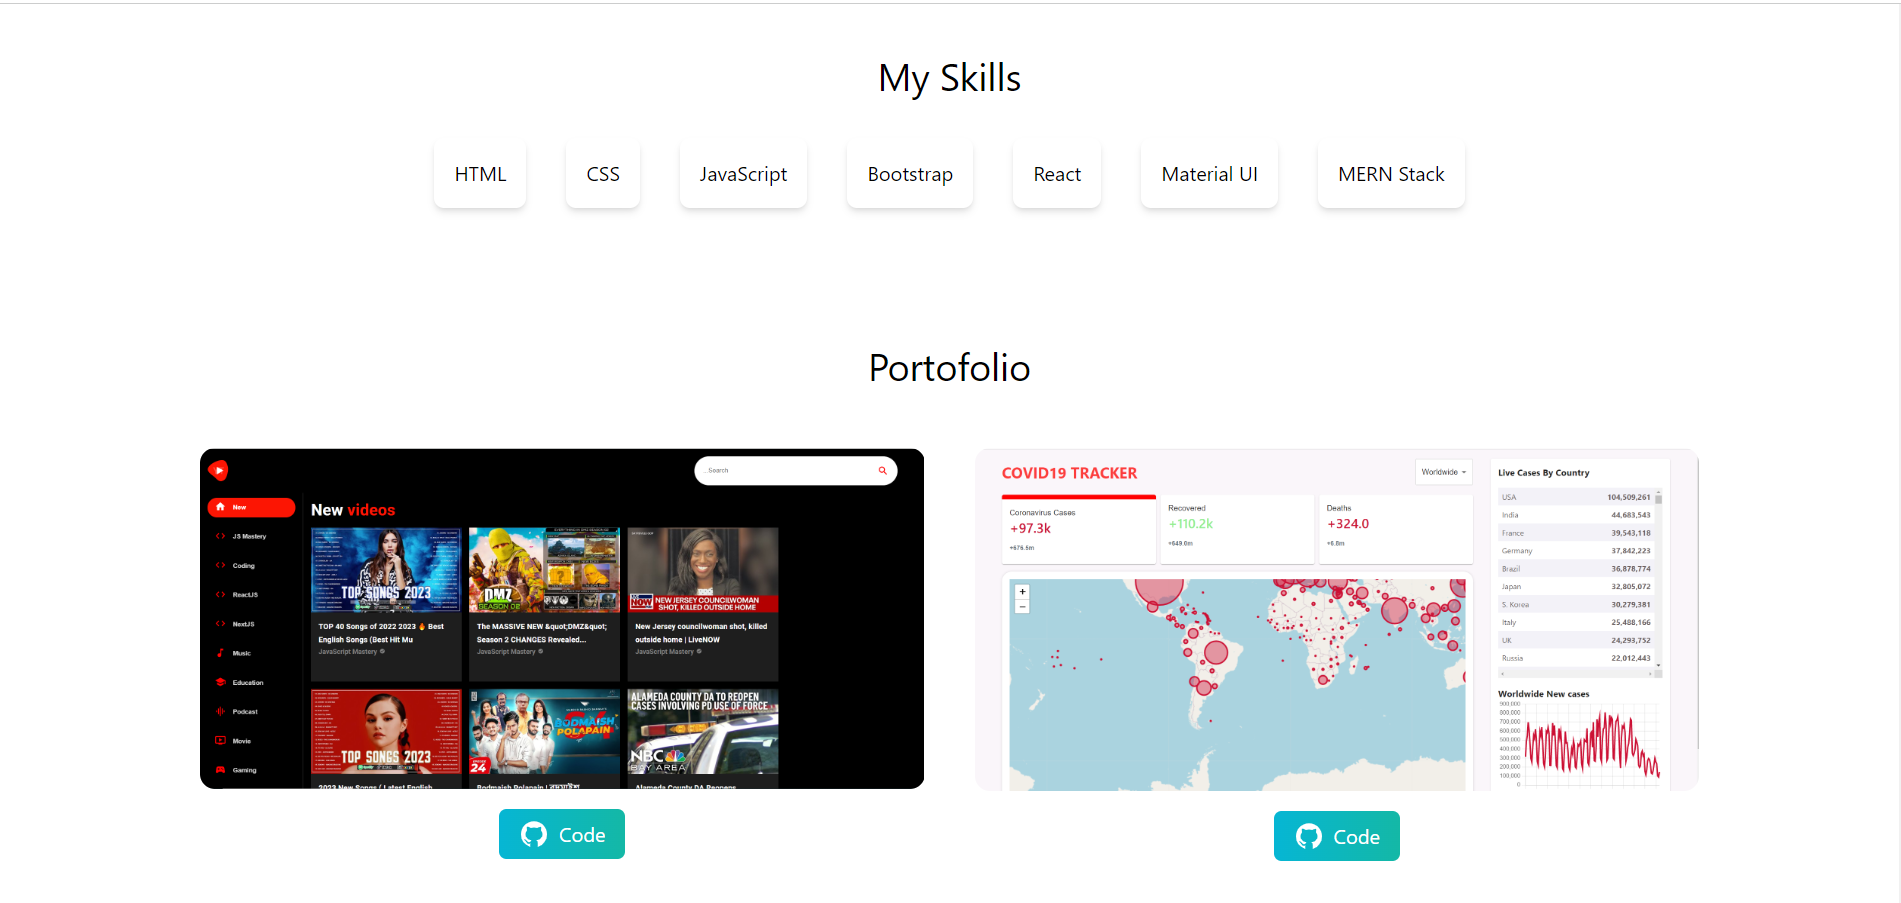 My Skills
HTML CSS JavaScript Bootstrap React Material UI MERN Stack
Portofolio
...Search
New
JS Mastery
Coding
ReactJS
NextJS
Music
Education
Podcast
Movie
Gaming
New videos
TOP SONGS 2023
TOP 40 Songs of 2022 2023 🔥 Best
English Songs (Best Hit Mu
JavaScript Mastery
DMZ
SEASON 02
The MASSIVE NEW &quot;DMZ&quot;
Season 2 CHANGES Revealed...
JavaScript Mastery
NOW
NEW JERSEY COUNCILWOMAN
SHOT, KILLED OUTSIDE HOME
New Jersey councilwoman shot, killed
outside home | LiveNOW
JavaScript Mastery
TOP SONGS 2023
2023 New Songs ( Latest English
BODMAISH
POLAPAIN
24
Bodmaish Polapain |
ALAMEDA COUNTY DA TO REOPEN
CASES INVOLVING PD USE OF FORCE
NBC
BAY AREA
Alameda County DA Reopens
Code
COVID19 TRACKER
Worldwide
Coronavirus Cases
+97.3k
+676.5m
Recovered
+110.2k
+649.0m
Deaths
+324.0
+6.8m
+
−
Live Cases By Country
USA 104,509,261
India 44,683,543
France 39,543,118
Germany 37,842,223
Brazil 36,878,774
Japan 32,805,072
S. Korea 30,279,381
Italy 25,488,166
UK 24,293,752
Russia 22,012,443
Worldwide New cases
900,000
800,000
700,000
600,000
500,000
400,000
300,000
200,000
100,000
0
Code